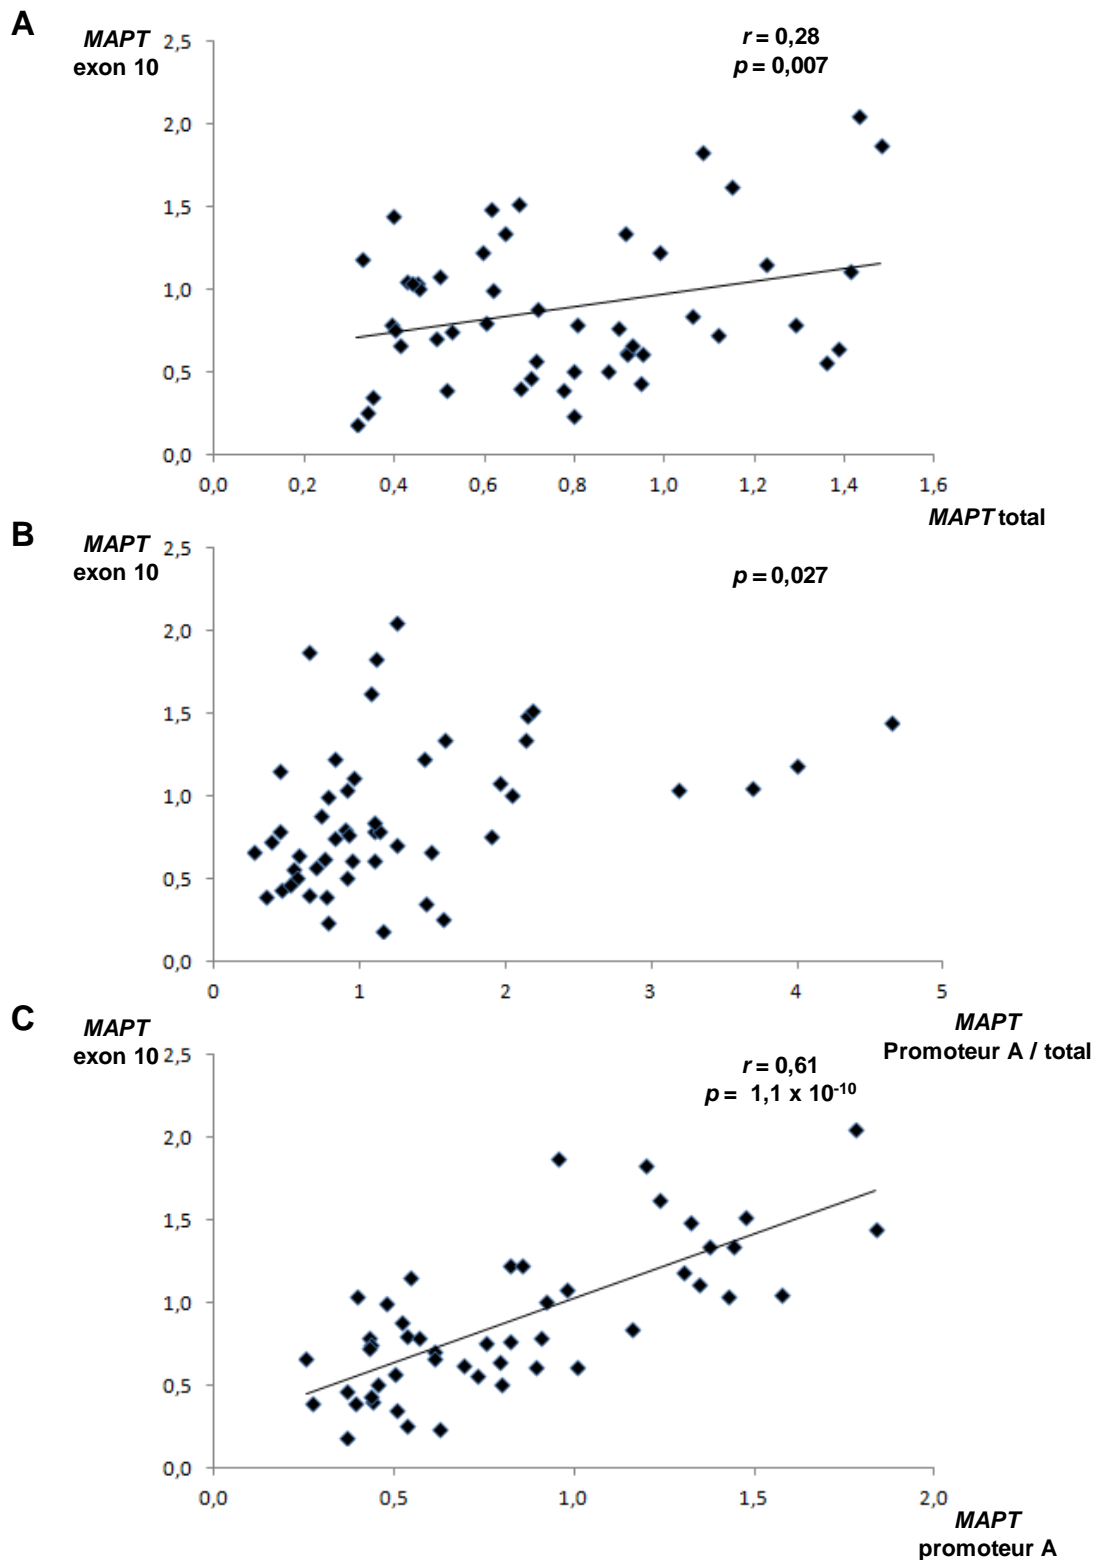 A
MAPT
exon 10
r = 0,28
p = 0,007
2,5
2,0
1,5
1,0
0,5
0,0
0,0 0,2 0,4 0,6 0,8 1,0 1,2 1,4 1,6
MAPT total
B
MAPT
exon 10
p = 0,027
2,5
2,0
1,5
1,0
0,5
0,0
0 1 2 3 4 5
MAPT
Promoteur A / total
C
MAPT
exon 10
r = 0,61
p = 1,1 x 10⁻¹⁰
2,5
2,0
1,5
1,0
0,5
0,0
0,0 0,5 1,0 1,5 2,0
MAPT
promoteur A